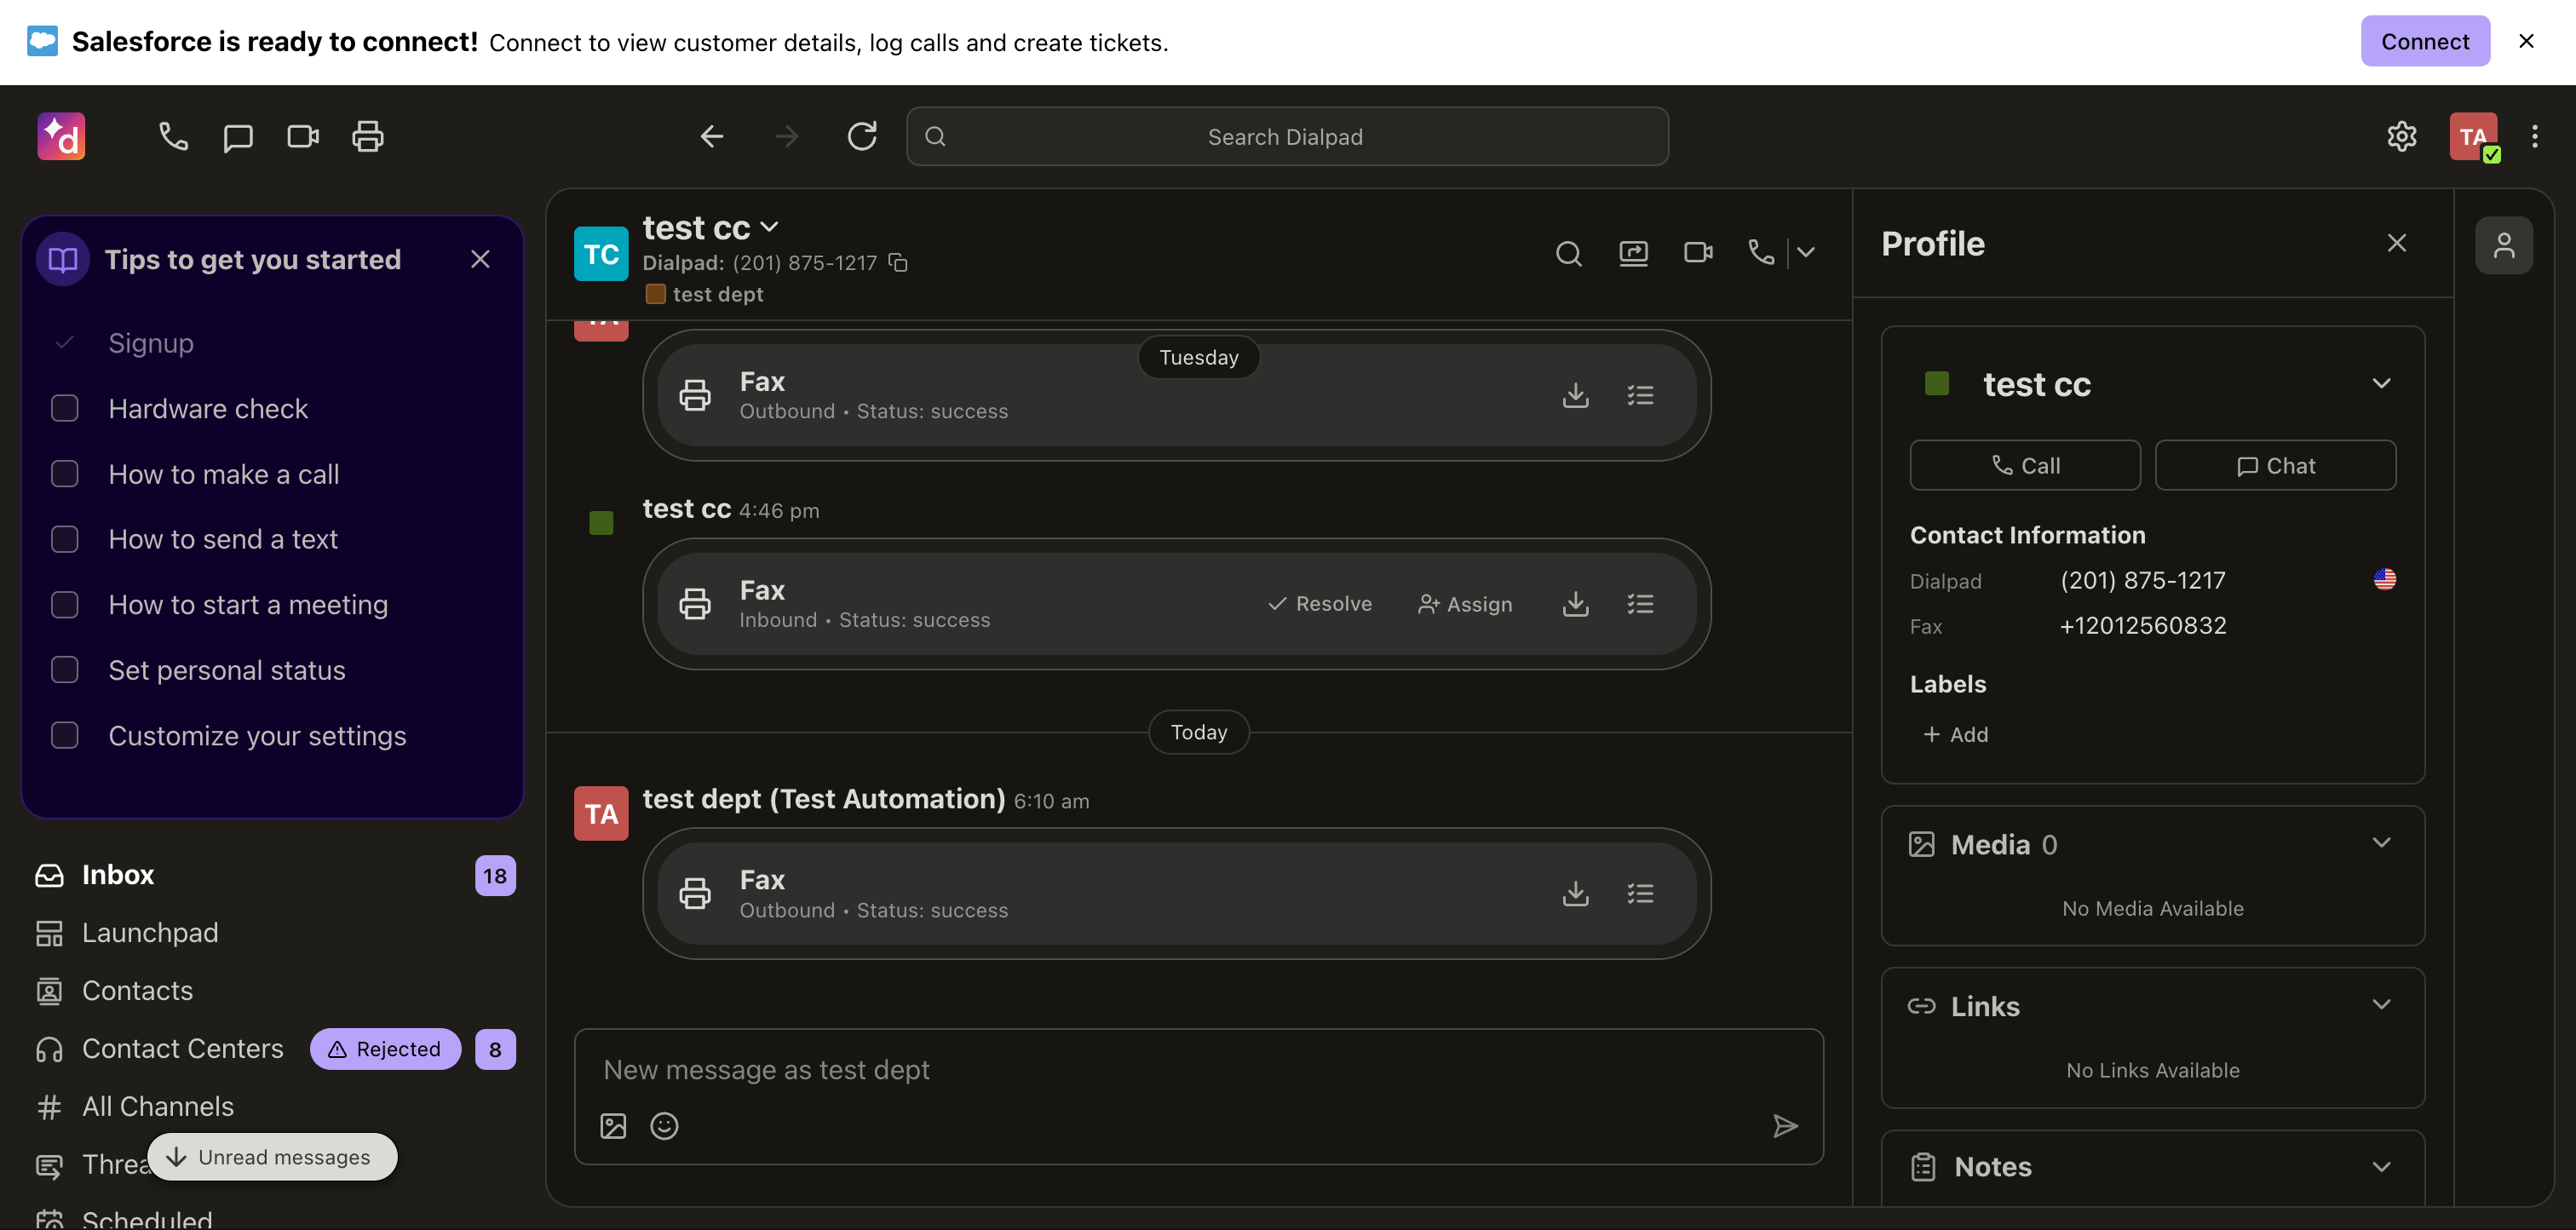 Salesforce is ready to connect! Connect to view customer details, log calls and create tickets.
Connect
d
Search Dialpad
TA
Tips to get you started
Signup
Hardware check
How to make a call
How to send a text
How to start a meeting
Set personal status
Customize your settings
Inbox 18
Launchpad
Contacts
Contact Centers Rejected 8
All Channels
Unread messages
Scheduled
TC
test cc
Dialpad: (201) 875-1217
test dept
Tuesday
Fax
Outbound • Status: success
test cc 4:46 pm
Fax
Inbound • Status: success
Resolve
Assign
Today
TA
test dept (Test Automation) 6:10 am
Fax
Outbound • Status: success
New message as test dept
Profile
test cc
Call
Chat
Contact Information
Dialpad (201) 875-1217
Fax +12012560832
Labels
+ Add
Media 0
No Media Available
Links
No Links Available
Notes